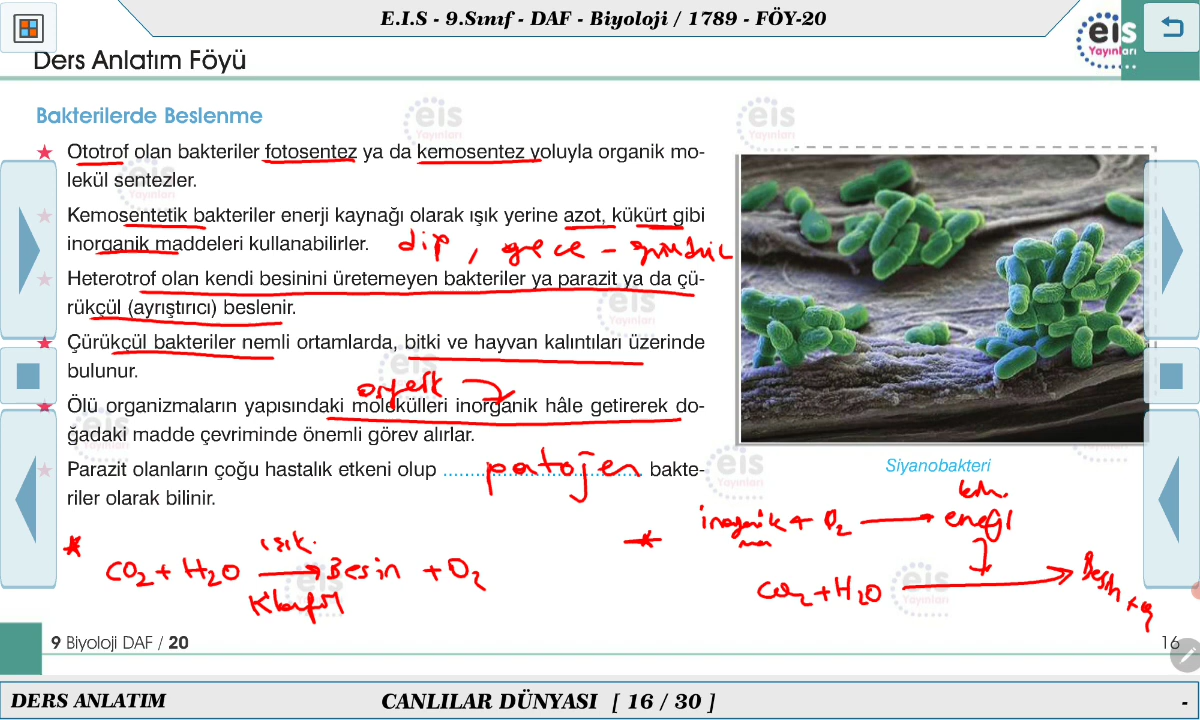 E.I.S - 9.Sınıf - DAF - Biyoloji / 1789 - FÖY-20
eis
Yayınları
Ders Anlatım Föyü
Bakterilerde Beslenme
★ Ototrof olan bakteriler fotosentez ya da kemosentez yoluyla organik mo-
lekül sentezler.
★ Kemosentetik bakteriler enerji kaynağı olarak ışık yerine azot, kükürt gibi
inorganik maddeleri kullanabilirler.
dip, gece - gündüz
★ Heterotrof olan kendi besinini üretemeyen bakteriler ya parazit ya da çü-
rükçül (ayrıştırıcı) beslenir.
★ Çürükçül bakteriler nemli ortamlarda, bitki ve hayvan kalıntıları üzerinde
bulunur.
★ Ölü organizmaların yapısındaki molekülleri inorganik hâle getirerek do-
ğadaki madde çevriminde önemli görev alırlar.
★ Parazit olanların çoğu hastalık etkeni olup patojen bakte-
riler olarak bilinir.
Siyanobakteri
ışık
CO₂ + H₂O → Besin + O₂
Klorofil
inorganik + O₂ → enerji
CO₂ + H₂O → Besin +
9 Biyoloji DAF / 20
16
DERS ANLATIM
CANLILAR DÜNYASI [ 16 / 30 ]
-